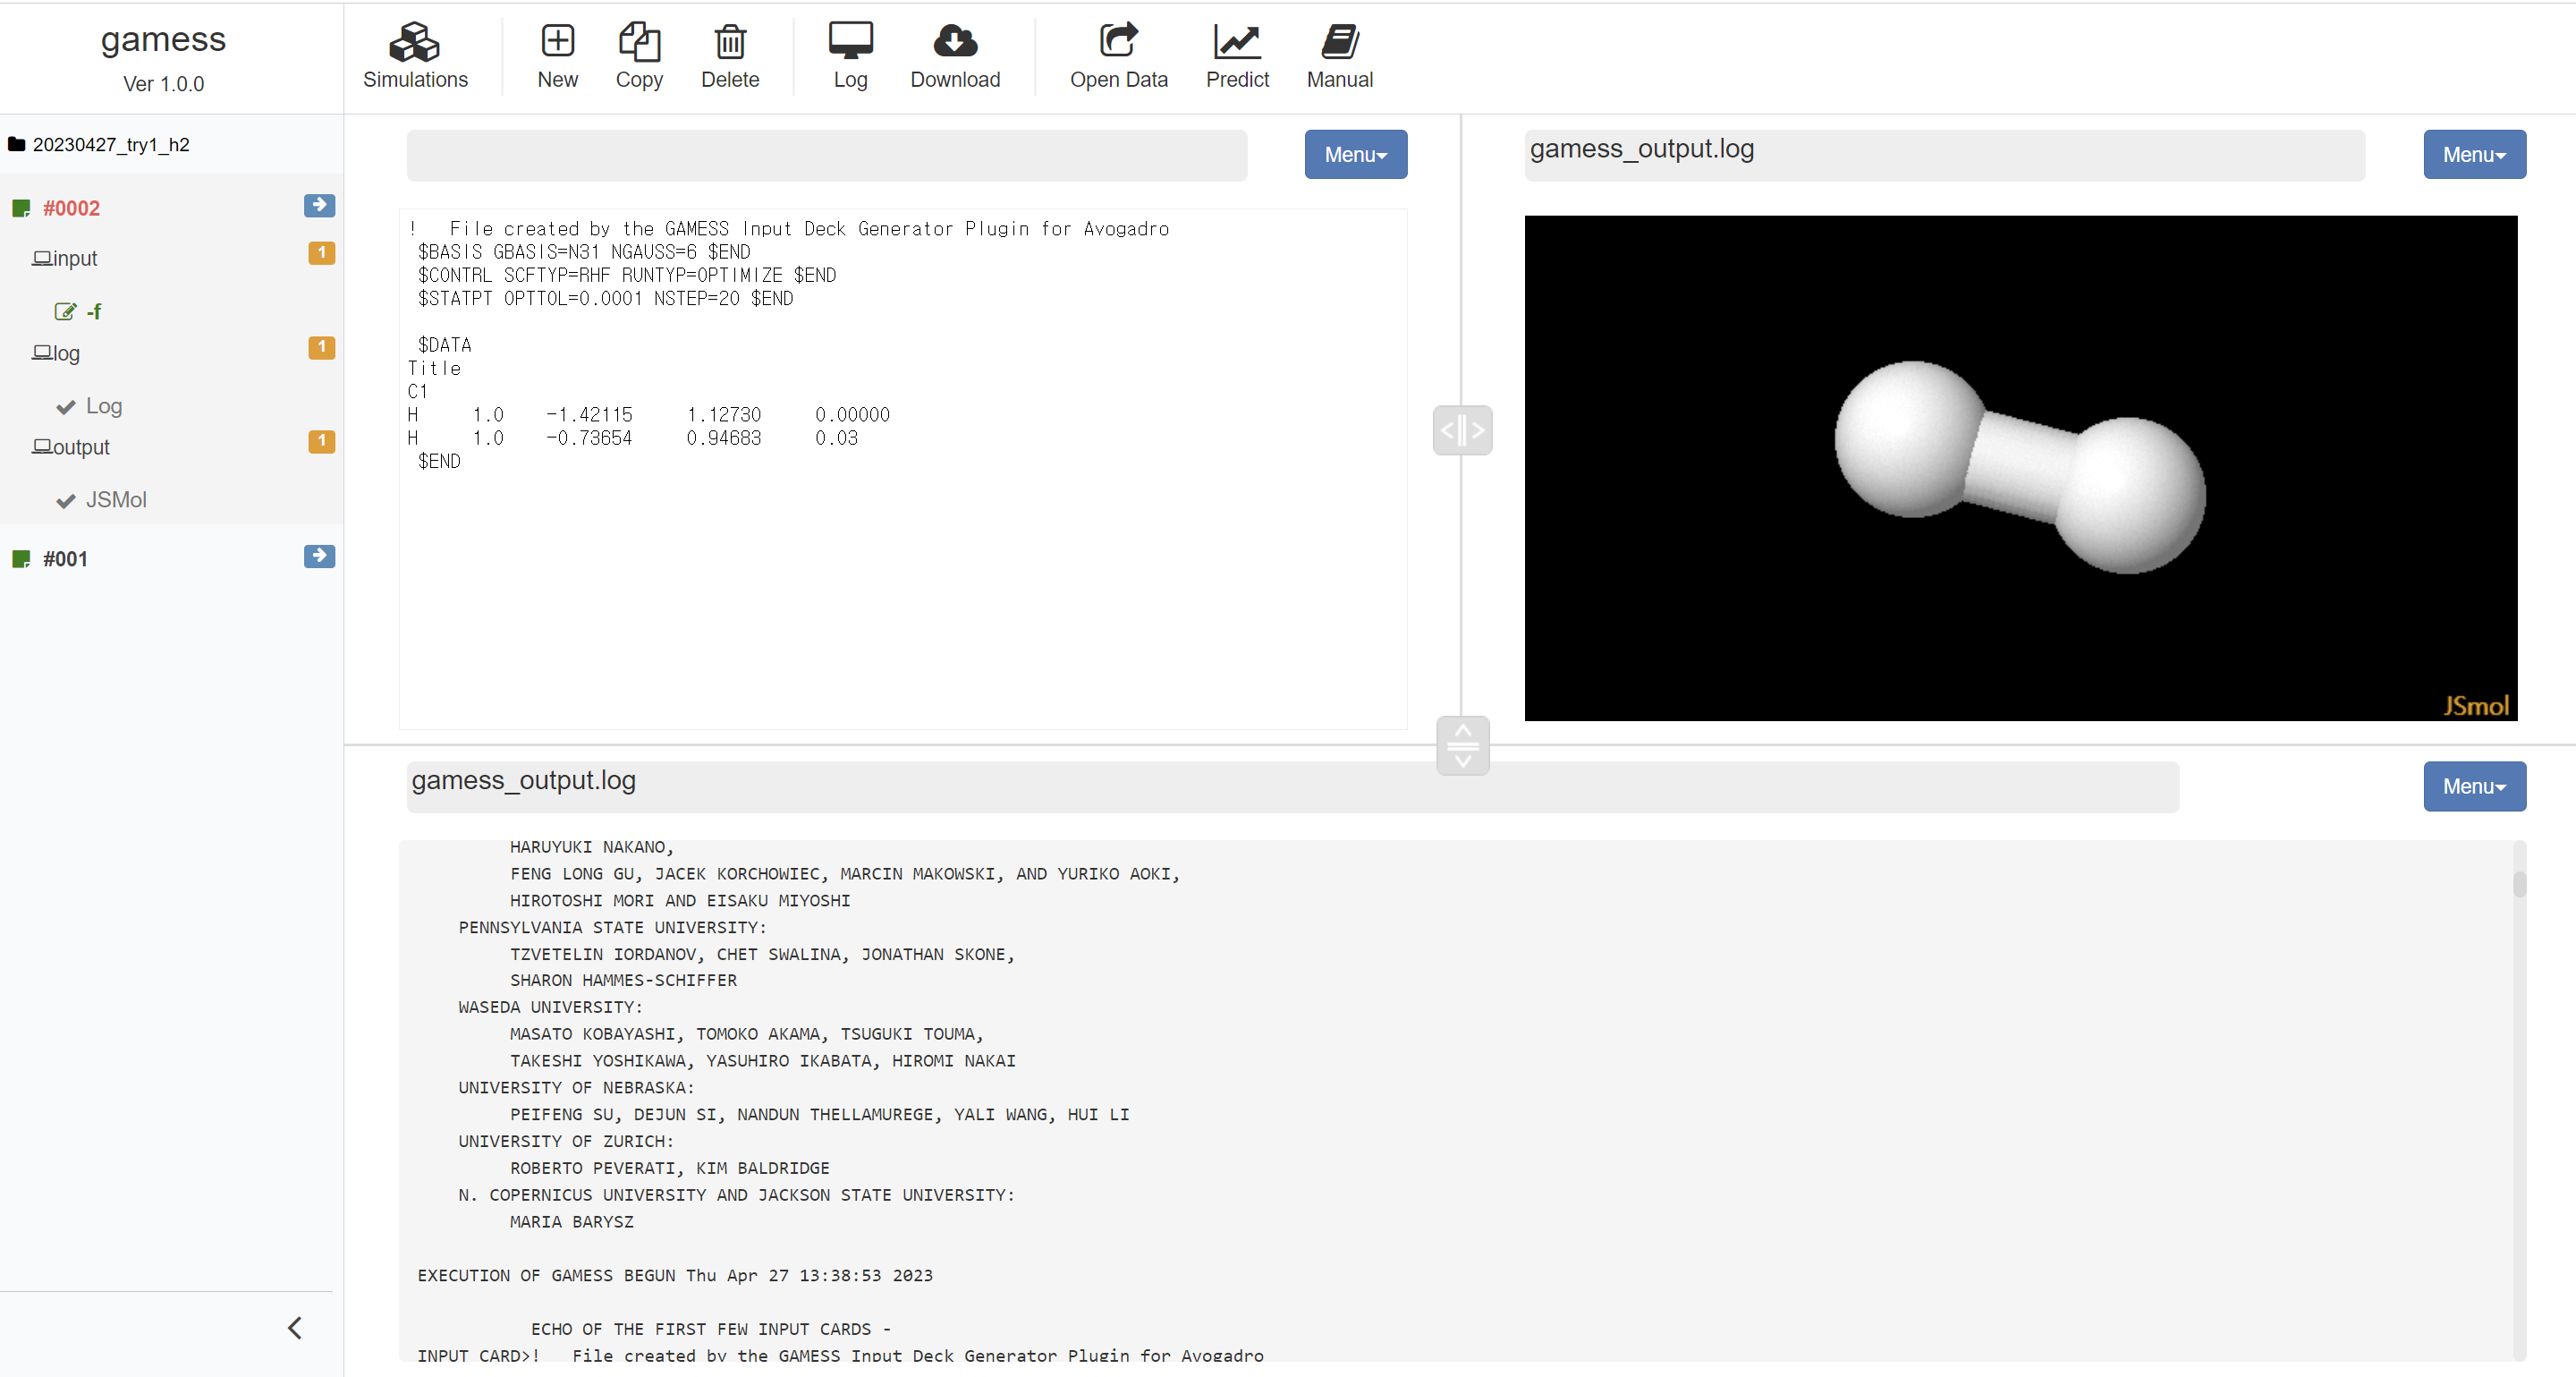 gamess
Ver 1.0.0
Simulations
New
Copy
Delete
Log
Download
Open Data
Predict
Manual
20230427_try1_h2
#0002
input
1
-f
log
1
Log
output
1
JSMol
#001
Menu
!   File created by the GAMESS Input Deck Generator Plugin for Avogadro
$BASIS GBASIS=N31 NGAUSS=6 $END
$CONTRL SCFTYP=RHF RUNTYP=OPTIMIZE $END
$STATPT OPTTOL=0.0001 NSTEP=20 $END
$DATA
Title
C1
H     1.0    -1.42115     1.12730     0.00000
H     1.0    -0.73654     0.94683     0.03
$END
gamess_output.log
Menu
JSmol
gamess_output.log
Menu
HARUYUKI NAKANO,
FENG LONG GU, JACEK KORCHOWIEC, MARCIN MAKOWSKI, AND YURIKO AOKI,
HIROTOSHI MORI AND EISAKU MIYOSHI
PENNSYLVANIA STATE UNIVERSITY:
TZVETELIN IORDANOV, CHET SWALINA, JONATHAN SKONE,
SHARON HAMMES-SCHIFFER
WASEDA UNIVERSITY:
MASATO KOBAYASHI, TOMOKO AKAMA, TSUGUKI TOUMA,
TAKESHI YOSHIKAWA, YASUHIRO IKABATA, HIROMI NAKAI
UNIVERSITY OF NEBRASKA:
PEIFENG SU, DEJUN SI, NANDUN THELLAMUREGE, YALI WANG, HUI LI
UNIVERSITY OF ZURICH:
ROBERTO PEVERATI, KIM BALDRIDGE
N. COPERNICUS UNIVERSITY AND JACKSON STATE UNIVERSITY:
MARIA BARYSZ
EXECUTION OF GAMESS BEGUN Thu Apr 27 13:38:53 2023
ECHO OF THE FIRST FEW INPUT CARDS -
INPUT CARD>!   File created by the GAMESS Input Deck Generator Plugin for Avogadro